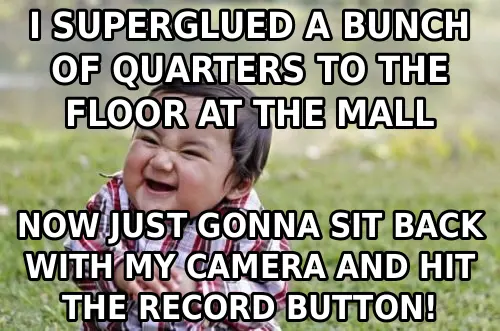 I SUPERGLUED A BUNCH
OF QUARTERS TO THE
FLOOR AT THE MALL
NOW JUST GONNA SIT BACK
WITH MY CAMERA AND HIT
THE RECORD BUTTON!